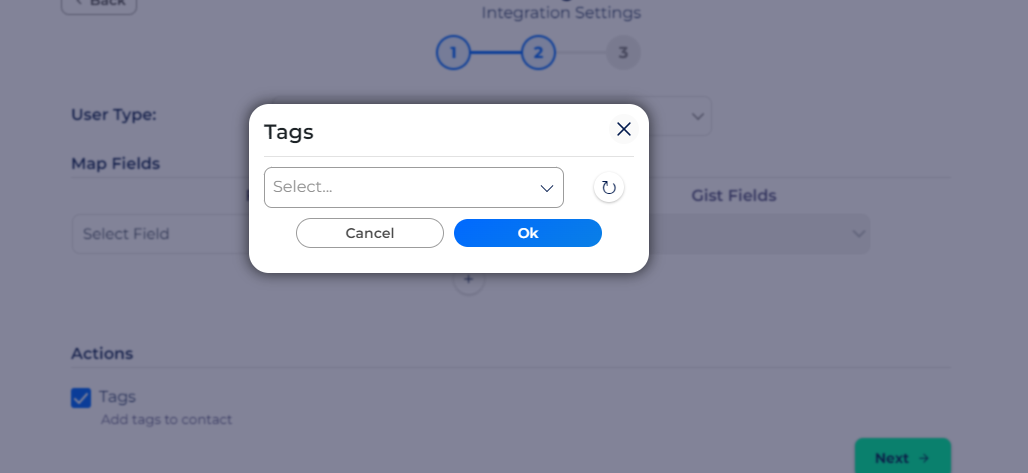 Back
Integration Settings
1
2
3
User Type:
Tags
Map Fields
Select...
Gist Fields
Select Field
Cancel
Ok
+
Actions
Tags
Add tags to contact
Next →